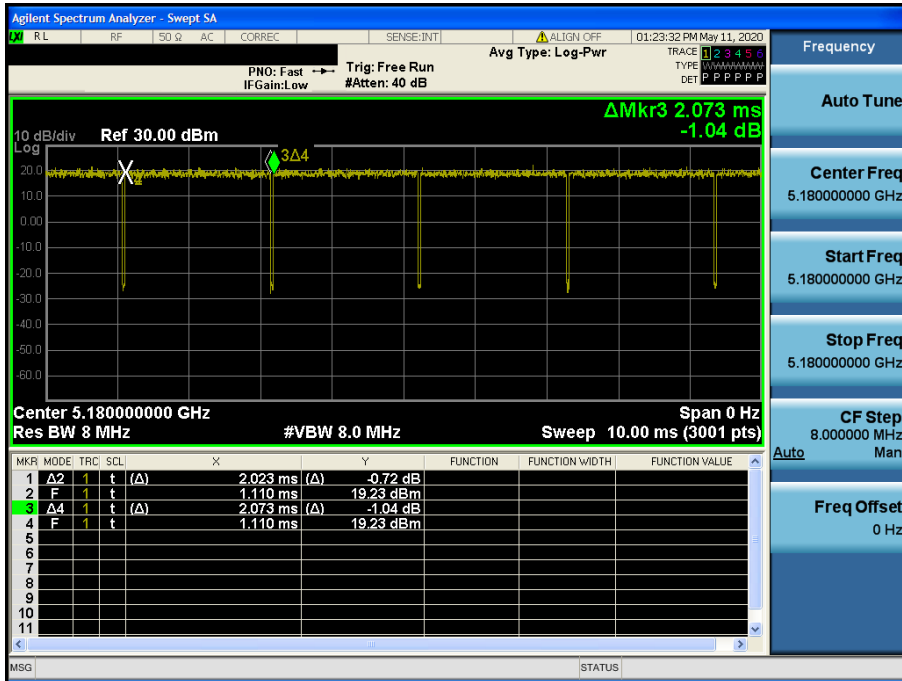 Agilent Spectrum Analyzer - Swept SA
LXI RL RF 50 Ω AC CORREC SENSE:INT ALIGN OFF 01:23:32 PM May 11, 2020
PNO: Fast Trig: Free Run Avg Type: Log-Pwr TRACE 1 2 3 4 5 6
IFGain:Low #Atten: 40 dB TYPE WWWWWW
DET P P P P P P
ΔMkr3 2.073 ms
-1.04 dB
10 dB/div Ref 30.00 dBm
Log
3Δ4
20.0
10.0
0.00
-10.0
-20.0
-30.0
-40.0
-50.0
-60.0
Center 5.180000000 GHz Span 0 Hz
Res BW 8 MHz #VBW 8.0 MHz Sweep 10.00 ms (3001 pts)
MKR MODE TRC SCL X Y FUNCTION FUNCTION WIDTH FUNCTION VALUE
1 Δ2 1 t (Δ) 2.023 ms (Δ) -0.72 dB
2 F 1 t 1.110 ms 19.23 dBm
3 Δ4 1 t (Δ) 2.073 ms (Δ) -1.04 dB
4 F 1 t 1.110 ms 19.23 dBm
5
6
7
8
9
10
11
MSG STATUS
Frequency
Auto Tune
Center Freq
5.180000000 GHz
Start Freq
5.180000000 GHz
Stop Freq
5.180000000 GHz
CF Step
8.000000 MHz
Auto Man
Freq Offset
0 Hz